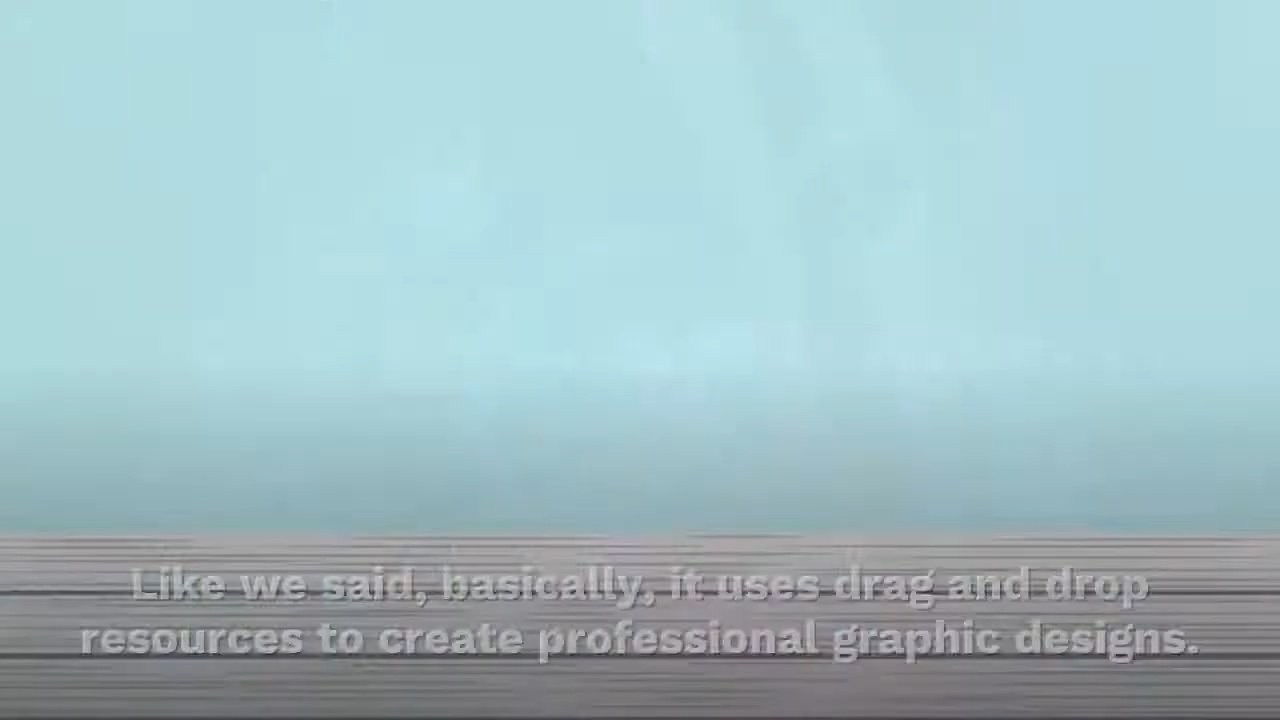 Like we said, basically, it uses drag and drop
resources to create professional graphic designs.